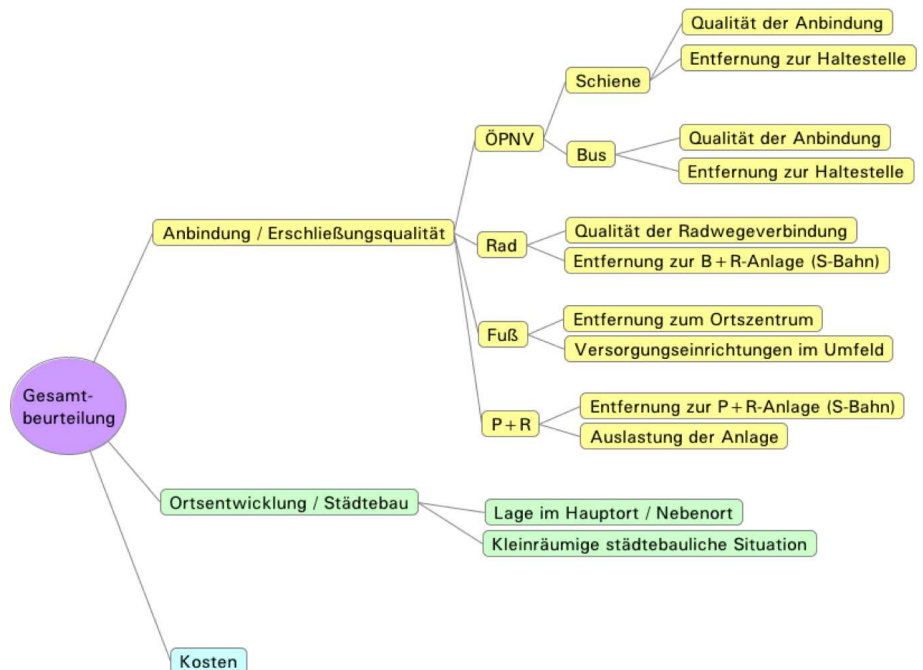 Qualität der Anbindung
Entfernung zur Haltestelle
Schiene
ÖPNV
Bus
Qualität der Anbindung
Entfernung zur Haltestelle
Anbindung / Erschließungsqualität
Rad
Qualität der Radwegeverbindung
Entfernung zur B+R-Anlage (S-Bahn)
Fuß
Entfernung zum Ortszentrum
Versorgungseinrichtungen im Umfeld
Gesamt-
beurteilung
P+R
Entfernung zur P+R-Anlage (S-Bahn)
Auslastung der Anlage
Ortsentwicklung / Städtebau
Lage im Hauptort / Nebenort
Kleinräumige städtebauliche Situation
Kosten